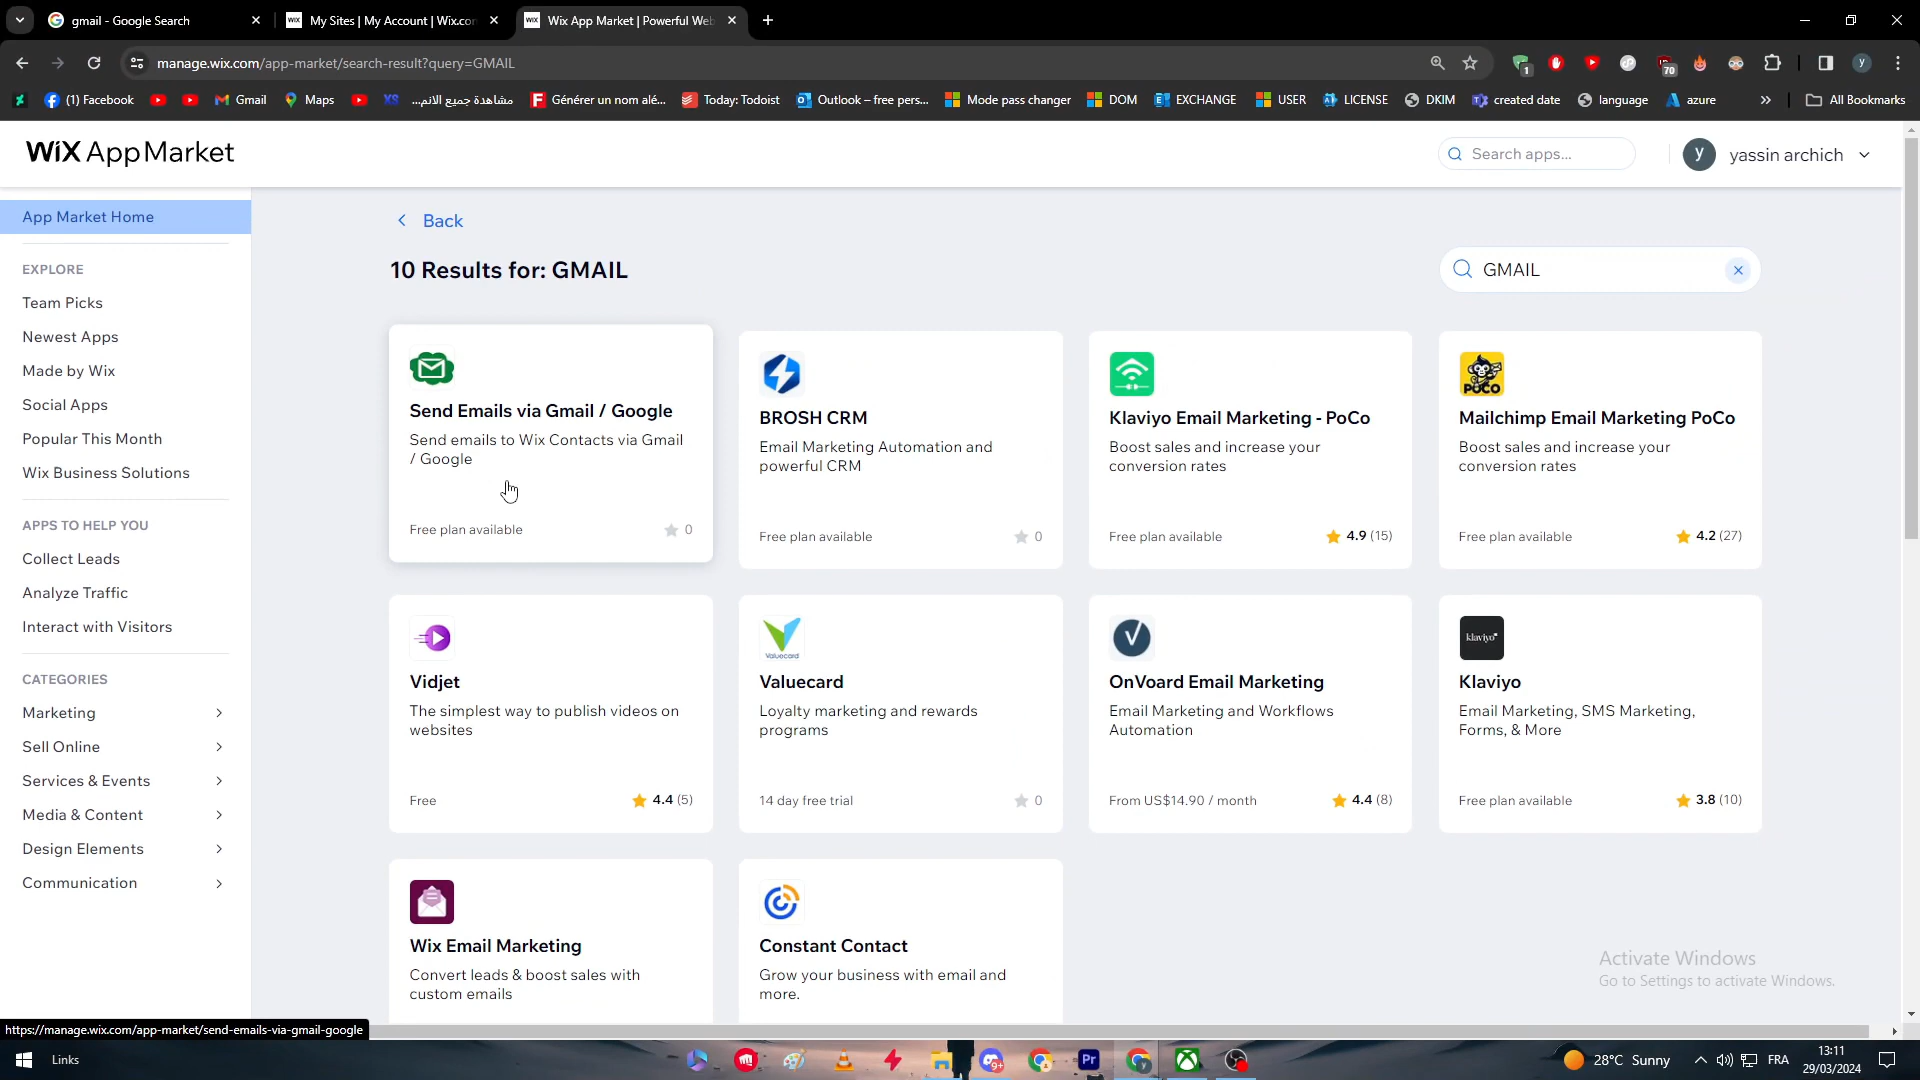 gmail - Google Search
My Sites | My Account | Wix.con
Wix App Market | Powerful Web
manage.wix.com/app-market/search-result?query=GMAIL
1
70
y
(1) Facebook
Gmail
Maps
مشاهدة جميع الانم...
Générer un nom alé...
Today: Todoist
Outlook – free pers...
Mode pass changer
DOM
EXCHANGE
USER
LICENSE
DKIM
created date
language
azure
All Bookmarks
WiX App Market
Search apps...
y
yassin archich
App Market Home
EXPLORE
Team Picks
Newest Apps
Made by Wix
Social Apps
Popular This Month
Wix Business Solutions
APPS TO HELP YOU
Collect Leads
Analyze Traffic
Interact with Visitors
CATEGORIES
Marketing
Sell Online
Services & Events
Media & Content
Design Elements
Communication
Back
10 Results for: GMAIL
GMAIL
Send Emails via Gmail / Google
Send emails to Wix Contacts via Gmail
/ Google
Free plan available
0
BROSH CRM
Email Marketing Automation and
powerful CRM
Free plan available
0
Klaviyo Email Marketing - PoCo
Boost sales and increase your
conversion rates
Free plan available
4.9 (15)
POCO
Mailchimp Email Marketing PoCo
Boost sales and increase your
conversion rates
Free plan available
4.2 (27)
Vidjet
The simplest way to publish videos on
websites
Free
4.4 (5)
Valuecard
Valuecard
Loyalty marketing and rewards
programs
14 day free trial
0
OnVoard Email Marketing
Email Marketing and Workflows
Automation
From US$14.90 / month
4.4 (8)
klaviyo
Klaviyo
Email Marketing, SMS Marketing,
Forms, & More
Free plan available
3.8 (10)
Wix Email Marketing
Convert leads & boost sales with
custom emails
Constant Contact
Grow your business with email and
more.
Activate Windows
Go to Settings to activate Windows.
https://manage.wix.com/app-market/send-emails-via-gmail-google
Links
Pr
28°C Sunny
FRA
13:11
29/03/2024